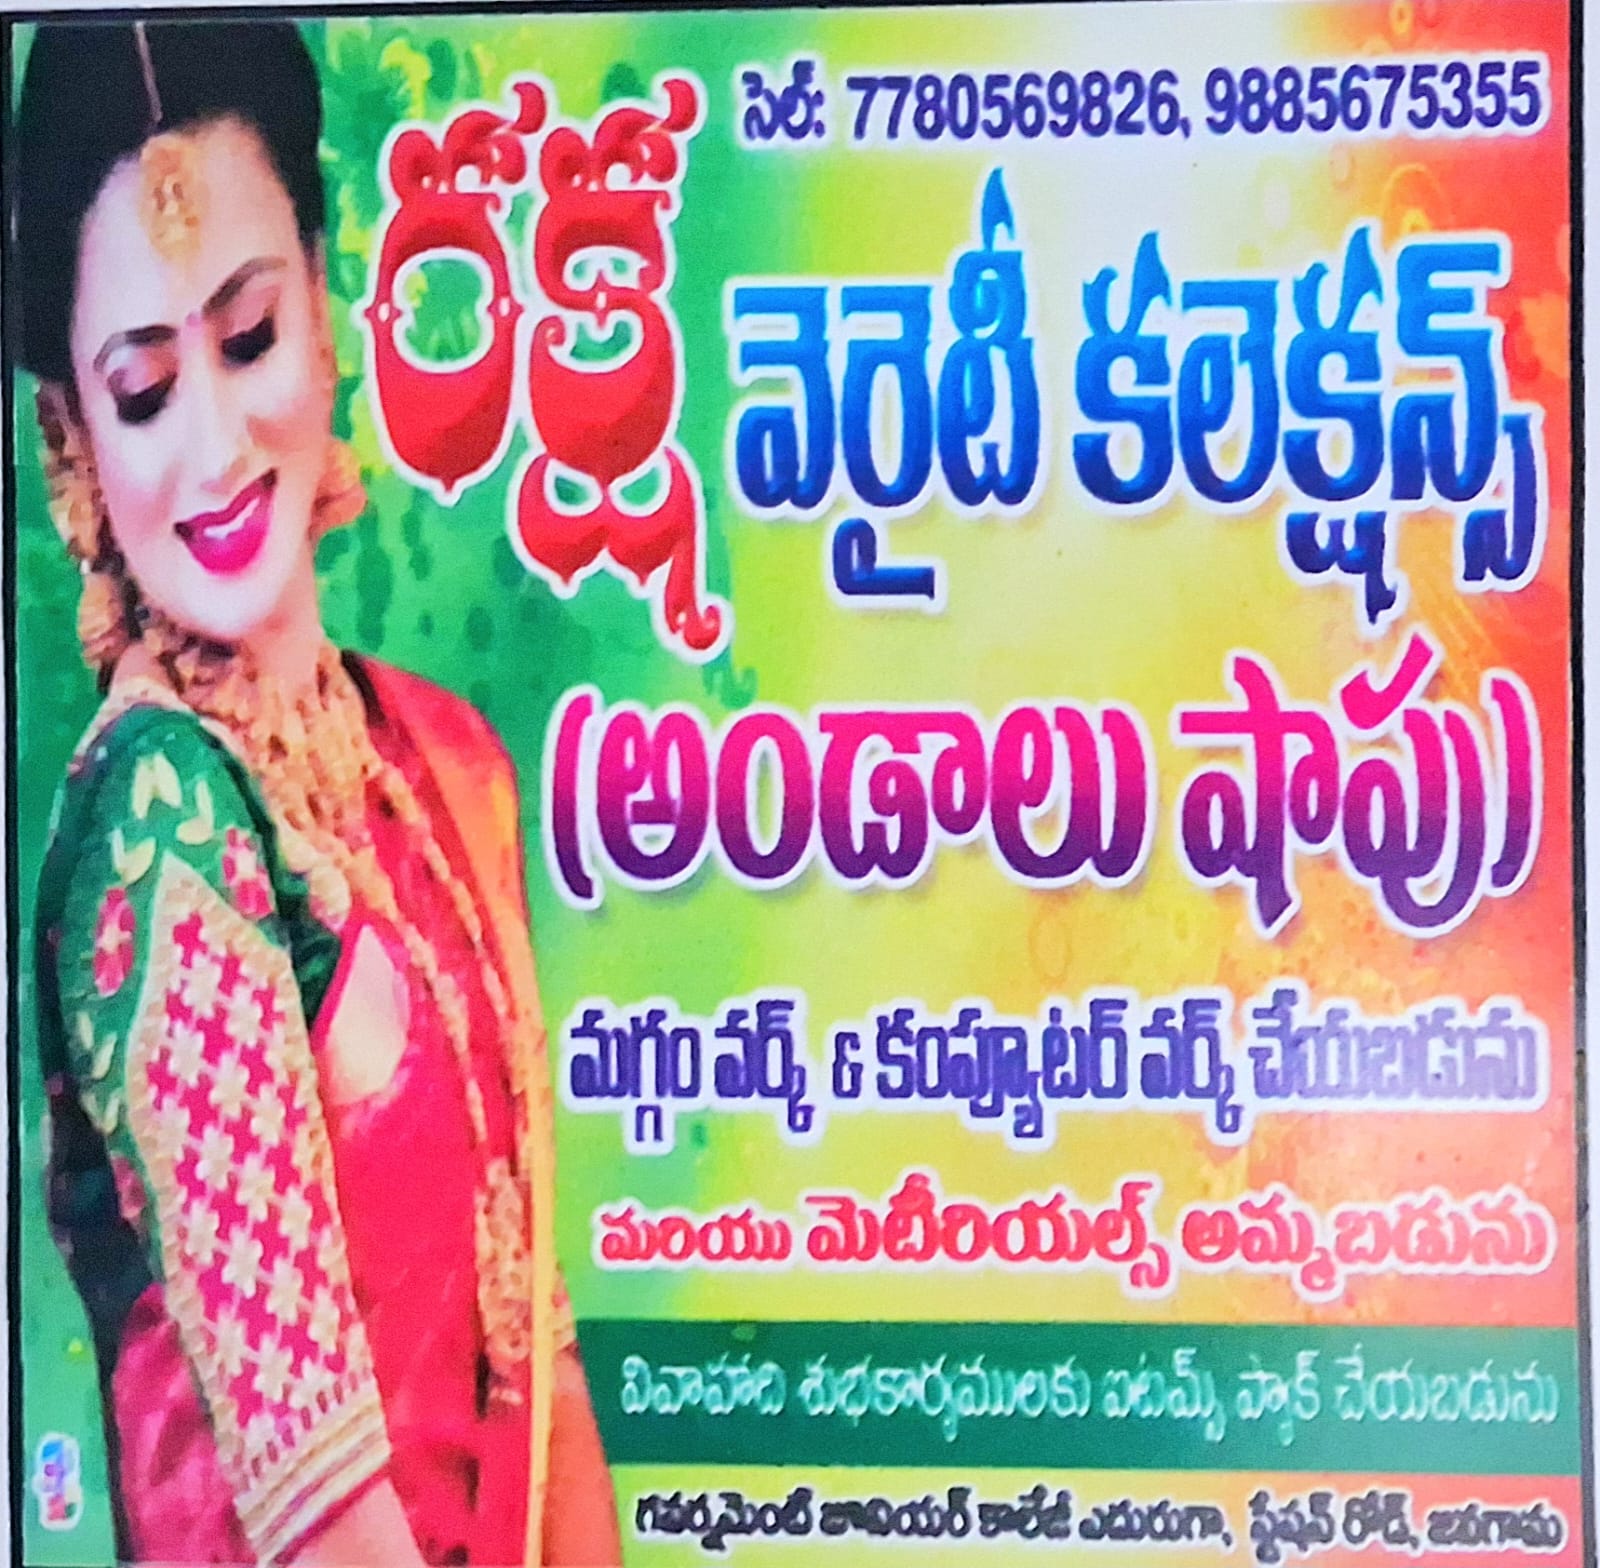 సెల్: 7780569826, 9885675355
రక్ష్మ వెరైటీ కలెక్షన్స్
(అండాలు షాపు)
మగ్గం వర్క్ & కంప్యూటర్ వర్క్ చేయబడును
మరియు మెటీరియల్స్ అమ్మబడును
వివాహాది శుభకార్యములకు ఐటమ్స్ ప్యాక్ చేయబడును
గవర్నమెంట్ జూనియర్ కాలేజీ ఎదురుగా, స్టేషన్ రోడ్, జనగామ